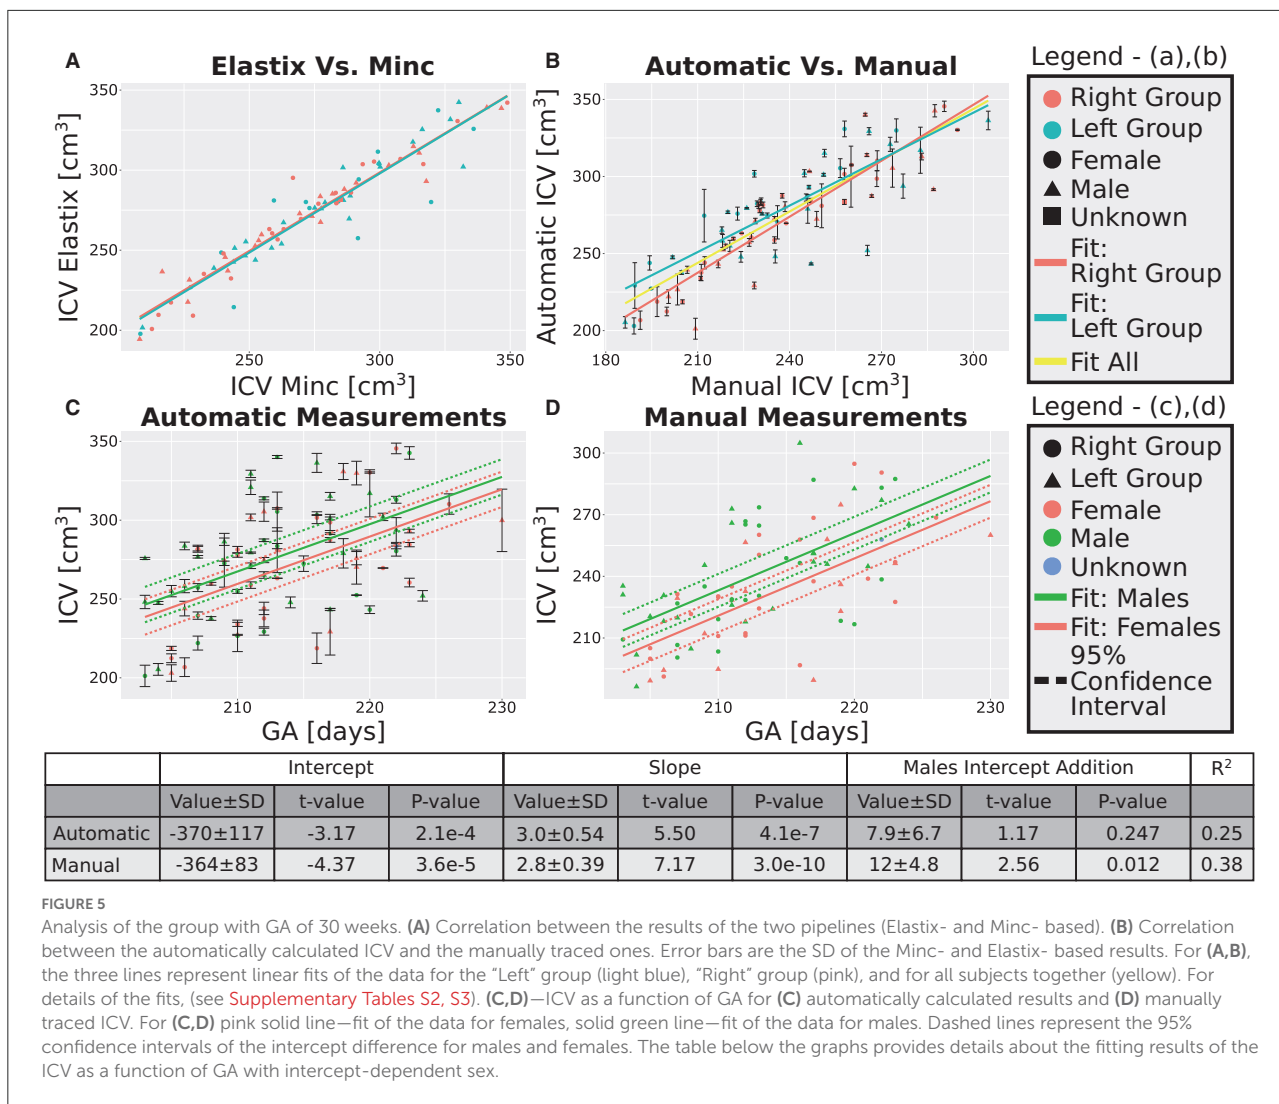 A
Elastix Vs. Minc
350
300
250
200
ICV Elastix [cm³]
250
300
350
ICV Minc [cm³]
B
Automatic Vs. Manual
350
300
250
200
Automatic ICV [cm³]
180
210
240
270
300
Manual ICV [cm³]
Legend - (a),(b)
Right Group
Left Group
Female
Male
Unknown
Fit:
Right Group
Fit:
Left Group
Fit All
C
Automatic Measurements
350
300
250
200
ICV [cm³]
210
220
230
GA [days]
D
Manual Measurements
300
270
240
210
ICV [cm³]
210
220
230
GA [days]
Legend - (c),(d)
Right Group
Left Group
Female
Male
Unknown
Fit: Males
Fit: Females
95%
Confidence
Interval
Intercept Slope Males Intercept Addition R²
Value±SD t-value P-value Value±SD t-value P-value Value±SD t-value P-value
Automatic -370±117 -3.17 2.1e-4 3.0±0.54 5.50 4.1e-7 7.9±6.7 1.17 0.247 0.25
Manual -364±83 -4.37 3.6e-5 2.8±0.39 7.17 3.0e-10 12±4.8 2.56 0.012 0.38
FIGURE 5
Analysis of the group with GA of 30 weeks. (A) Correlation between the results of the two pipelines (Elastix- and Minc- based). (B) Correlation
between the automatically calculated ICV and the manually traced ones. Error bars are the SD of the Minc- and Elastix- based results. For (A,B),
the three lines represent linear fits of the data for the “Left” group (light blue), “Right” group (pink), and for all subjects together (yellow). For
details of the fits, (see Supplementary Tables S2, S3). (C,D)—ICV as a function of GA for (C) automatically calculated results and (D) manually
traced ICV. For (C,D) pink solid line—fit of the data for females, solid green line—fit of the data for males. Dashed lines represent the 95%
confidence intervals of the intercept difference for males and females. The table below the graphs provides details about the fitting results of the
ICV as a function of GA with intercept-dependent sex.